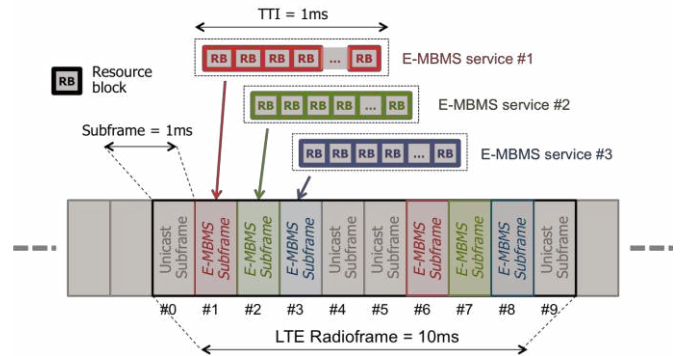 TTI = 1ms
RB RB RB RB ... RB
E-MBMS service #1
RB
Resource
block
RB RB RB RB RB ... RB
E-MBMS service #2
Subframe = 1ms
RB RB RB RB RB ... RB
E-MBMS service #3
Unicast
Subframe
E-MBMS
Subframe
E-MBMS
Subframe
E-MBMS
Subframe
Unicast
Subframe
Unicast
Subframe
E-MBMS
Subframe
E-MBMS
Subframe
E-MBMS
Subframe
Unicast
Subframe
#0 #1 #2 #3 #4 #5 #6 #7 #8 #9
LTE Radioframe = 10ms